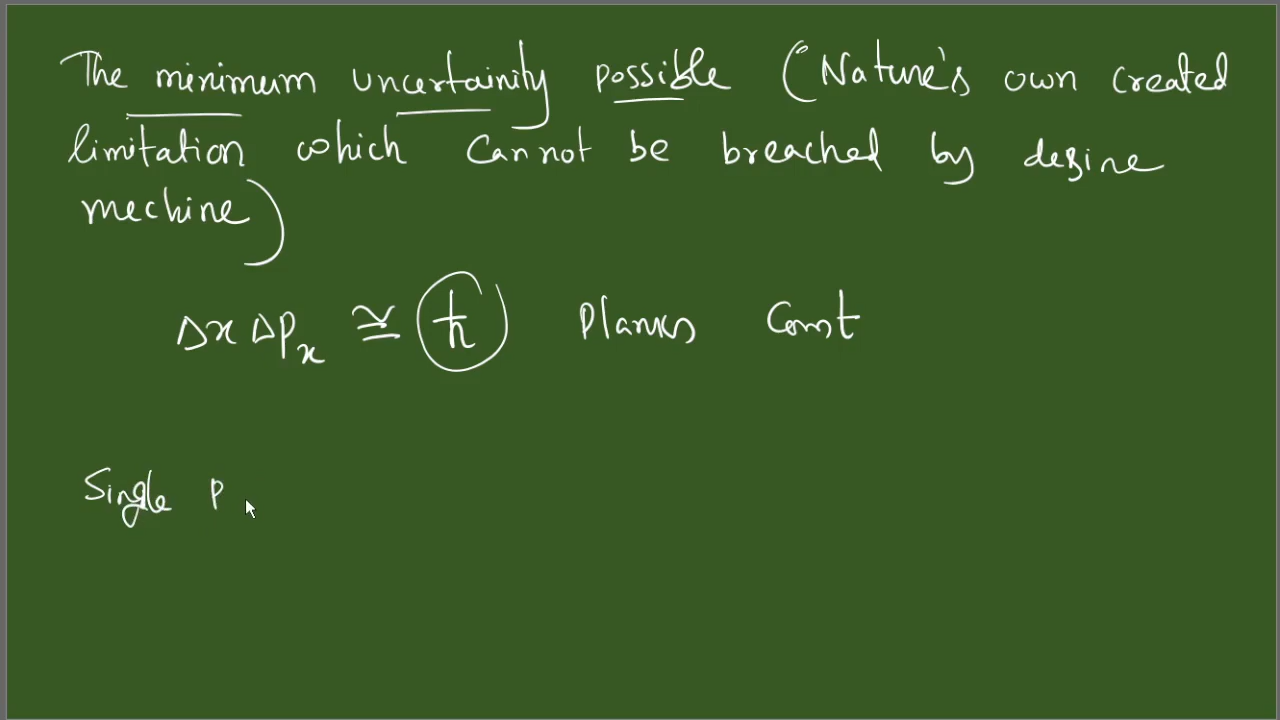 The minimum uncertainity possible (Nature's own created
limitation which cannot be breached by desine
mechine)
Δx ΔPx ≅ ħ Planks Const
Single P